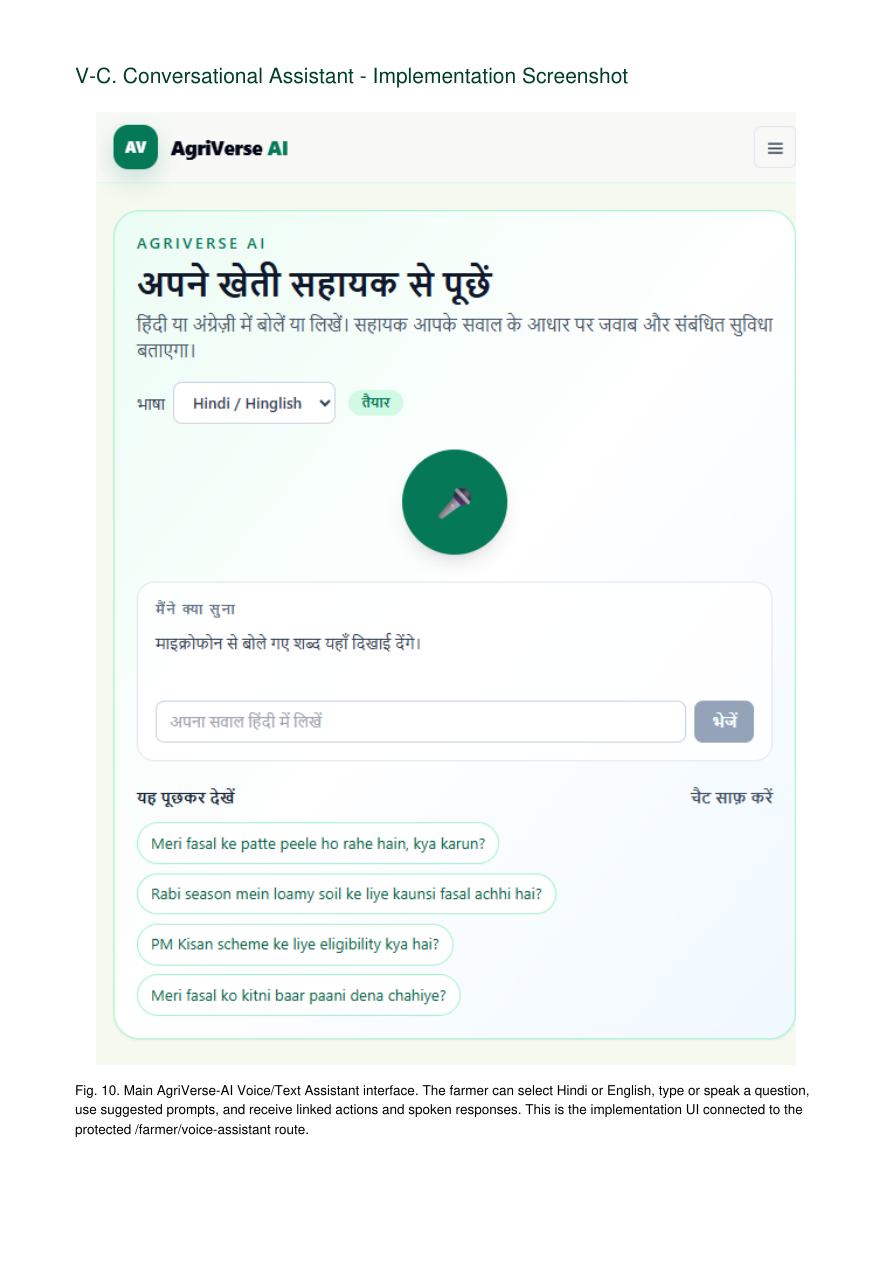 V-C. Conversational Assistant - Implementation Screenshot
AV
AgriVerse AI
AGRIVERSE AI
अपने खेती सहायक से पूछें
हिंदी या अंग्रेज़ी में बोलें या लिखें। सहायक आपके सवाल के आधार पर जवाब और संबंधित सुविधा
बताएगा।
भाषा Hindi / Hinglish तैयार
मैंने क्या सुना
माइक्रोफोन से बोले गए शब्द यहाँ दिखाई देंगे।
अपना सवाल हिंदी में लिखें भेजें
यह पूछकर देखें चैट साफ़ करें
Meri fasal ke patte peele ho rahe hain, kya karun?
Rabi season mein loamy soil ke liye kaunsi fasal achhi hai?
PM Kisan scheme ke liye eligibility kya hai?
Meri fasal ko kitni baar paani dena chahiye?
Fig. 10. Main AgriVerse-AI Voice/Text Assistant interface. The farmer can select Hindi or English, type or speak a question,
use suggested prompts, and receive linked actions and spoken responses. This is the implementation UI connected to the
protected /farmer/voice-assistant route.